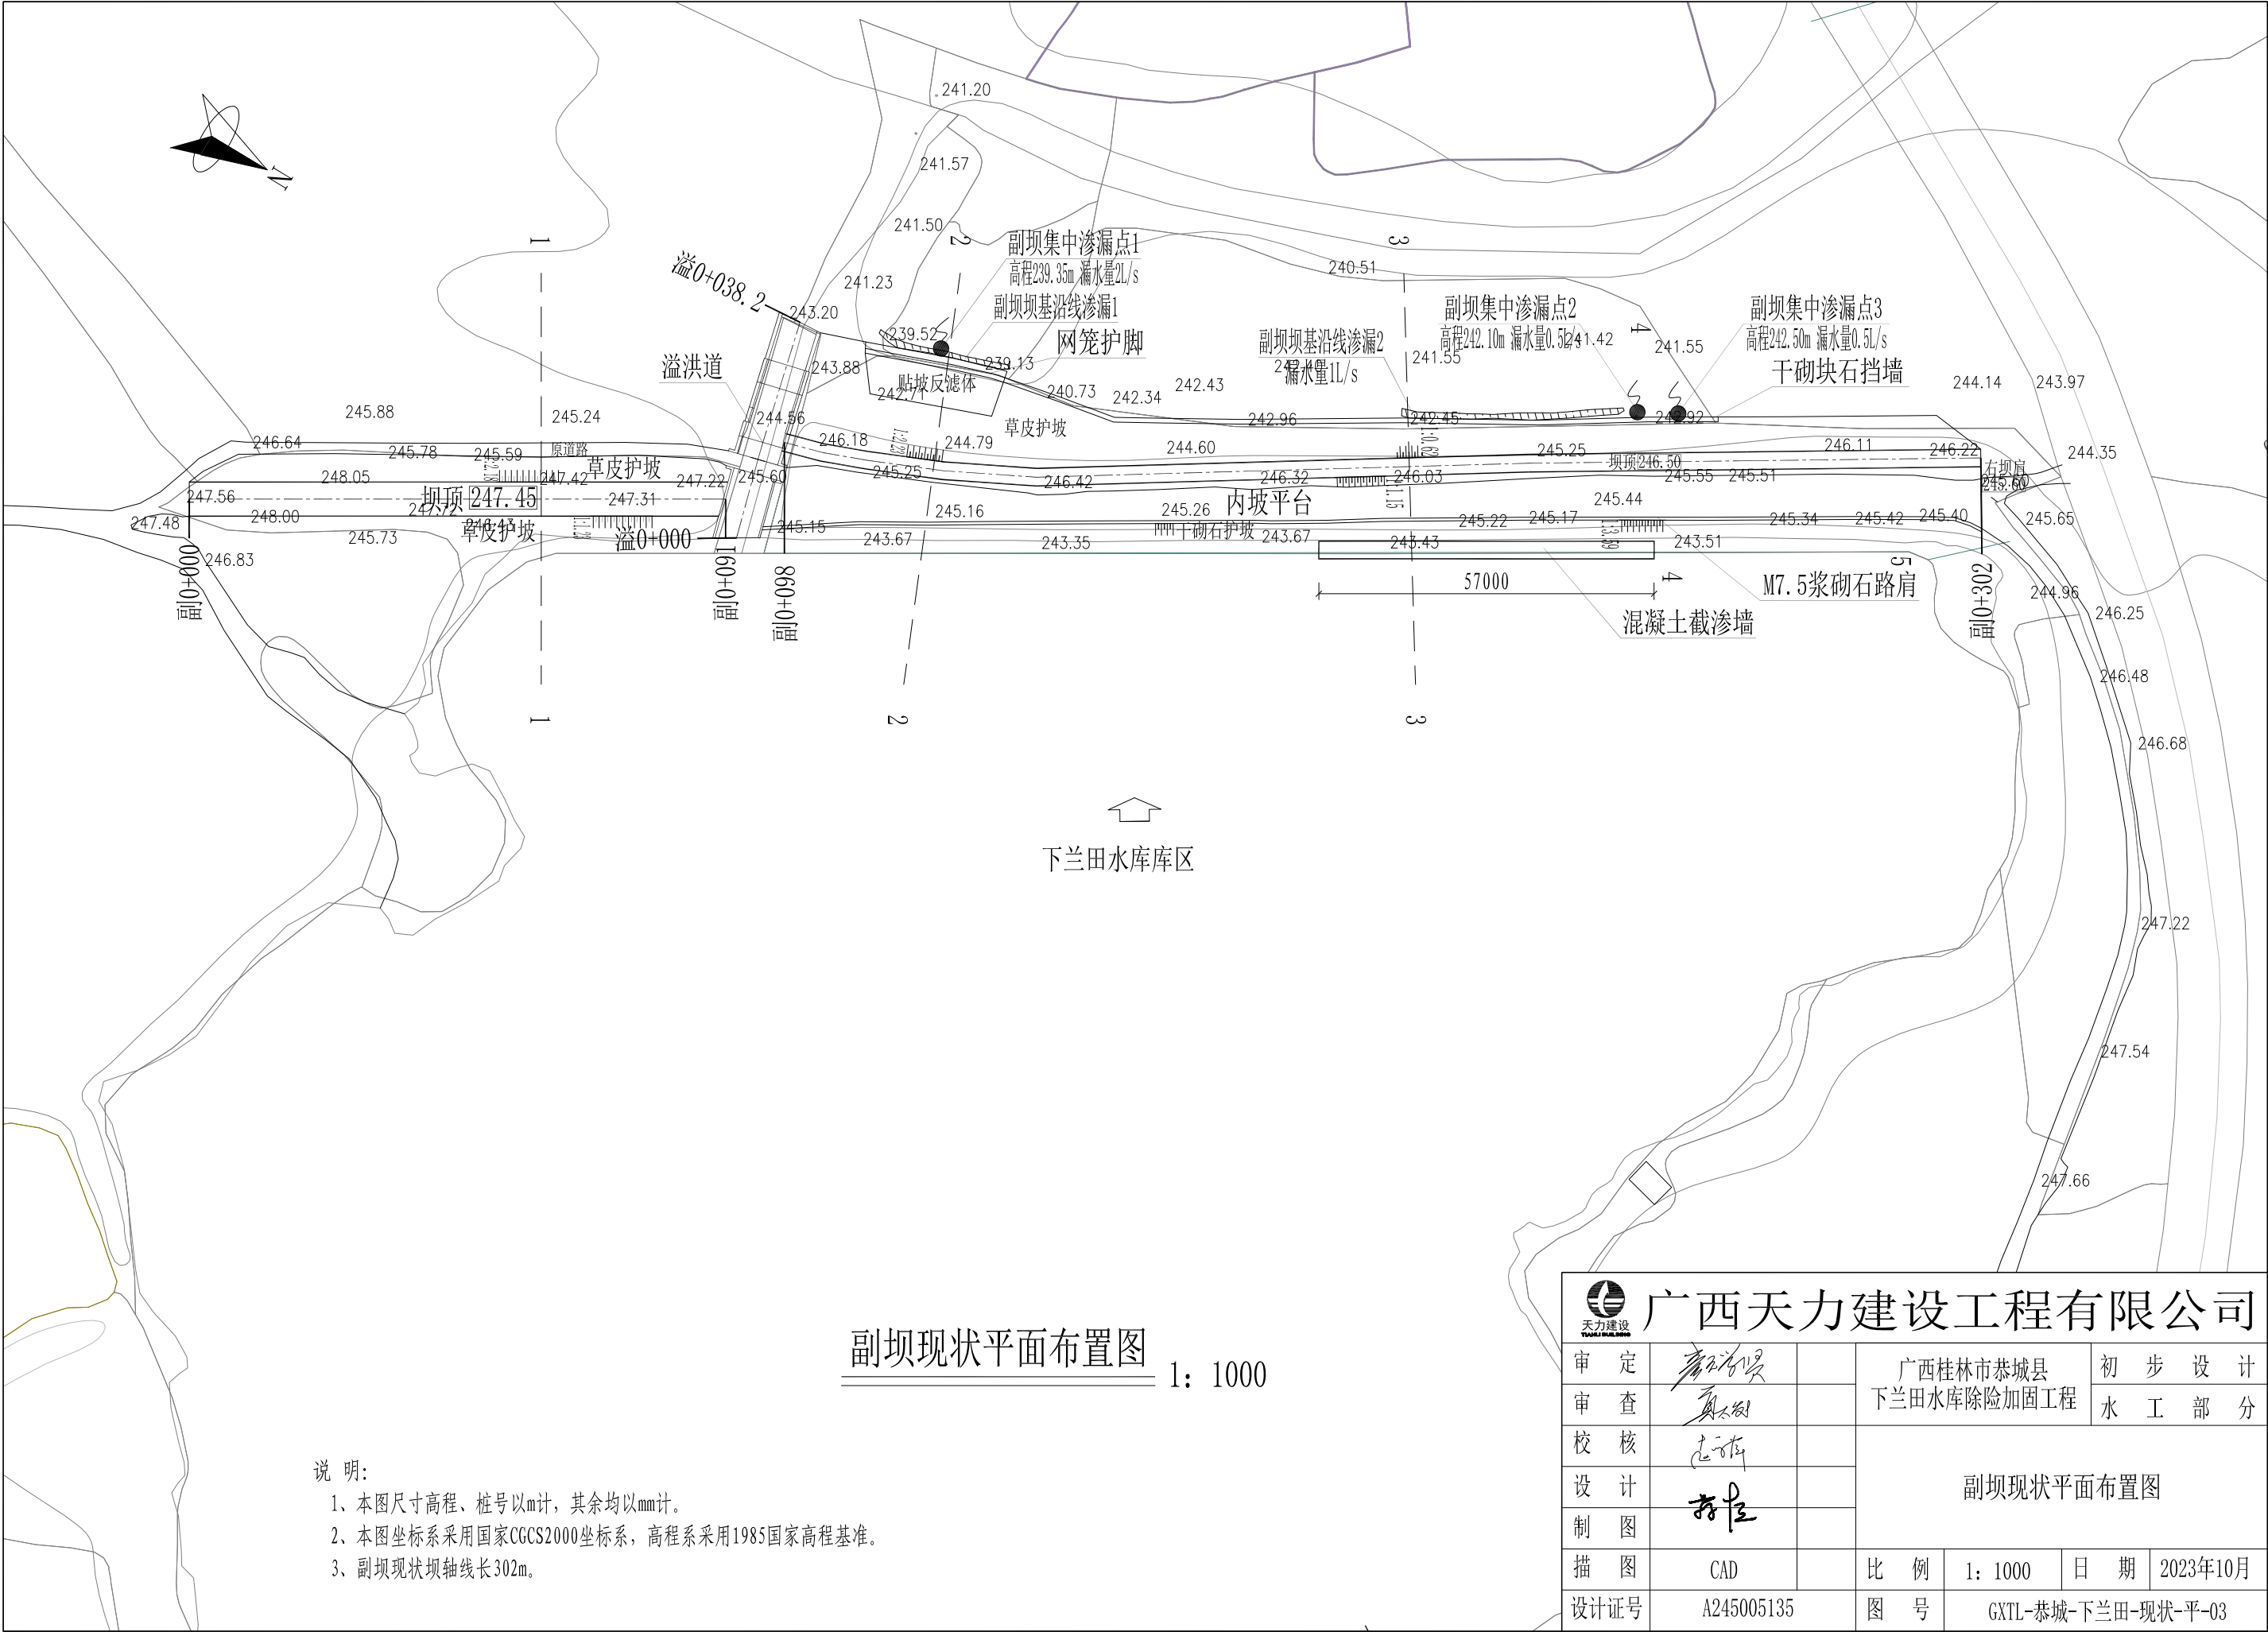 241.20
241.57
241.50
241.23
N
1
2
3
副坝集中渗漏点1
高程239.35m 漏水量2L/s
240.51
溢0+038.2
243.20
副坝坝基沿线渗漏1
239.52
网笼护脚
239.13
副坝坝基沿线渗漏2
漏水量1L/s
副坝集中渗漏点2
高程242.10m 漏水量0.5L/s
241.42
4
副坝集中渗漏点3
高程242.50m 漏水量0.5L/s
241.55
241.55
溢洪道
243.88
贴坡反滤体
242.71
240.73
242.34
242.43
干砌块石挡墙
244.14
243.97
245.88
245.24
244.56
草皮护坡
242.96
242.45
242.92
246.64
245.78
245.59
原道路
246.18
244.79
244.60
245.25
246.11
246.22
244.35
248.05
247.42
草皮护坡
247.22
245.60
245.25
246.42
246.32
246.03
坝顶246.50
245.55
245.51
右坝肩
245.60
247.56
坝顶 247.45
247.31
内坡平台
245.44
247.48
248.00
247.72
245.73
草皮护坡
溢0+000
245.15
245.16
245.26
干砌石护坡
245.22
245.17
245.34
245.42
245.40
245.65
246.83
243.67
243.35
243.67
243.43
243.51
1:0.62
1:1.15
1:3.59
副0+000
副0+091
副0+098
57000
4
5
M7.5浆砌石路肩
副0+302
混凝土截渗墙
244.96
246.25
246.48
1
2
3
246.68
下兰田水库库区
247.22
247.54
247.66
副坝现状平面布置图 1: 1000
说 明:
1、本图尺寸高程、桩号以m计, 其余均以mm计。
2、本图坐标系采用国家CGCS2000坐标系, 高程系采用1985国家高程基准。
3、副坝现状坝轴线长302m。
天力建设
TIANLI BUILDING
广西天力建设工程有限公司
审 定
审 查
校 核
设 计
制 图
描 图 CAD
设计证号 A245005135
广西桂林市恭城县
下兰田水库除险加固工程
初 步 设 计
水 工 部 分
副坝现状平面布置图
比 例 1: 1000 日 期 2023年10月
图 号 GXTL-恭城-下兰田-现状-平-03